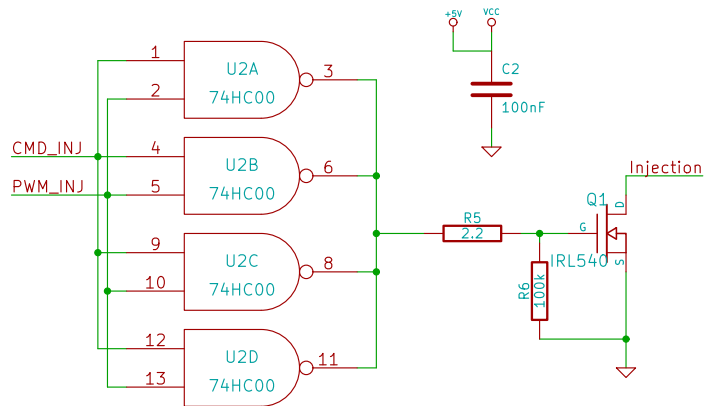 +5V
VCC
C2
100nF
1
2
U2A
74HC00
3
CMD_INJ
4
PWM_INJ
5
U2B
74HC00
6
9
10
U2C
74HC00
8
12
13
U2D
74HC00
11
R5
2.2
R6
100k
Injection
Q1
D
G
S
IRL540